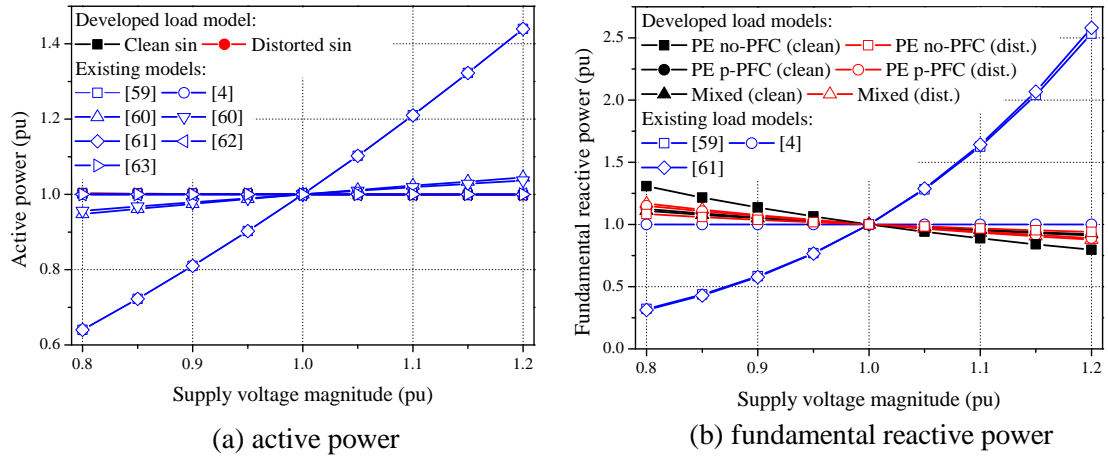 Developed load model:
Clean sin Distorted sin
Existing models:
[59] [4]
[60] [60]
[61] [62]
[63]
1.4
1.2
1.0
0.8
0.6
Active power (pu)
0.8 0.9 1.0 1.1 1.2
Supply voltage magnitude (pu)
(a) active power
Developed load models:
PE no-PFC (clean) PE no-PFC (dist.)
PE p-PFC (clean) PE p-PFC (dist.)
Mixed (clean) Mixed (dist.)
Existing load models:
[59] [4]
[61]
2.5
2.0
1.5
1.0
0.5
0.0
Fundamental reactive power (pu)
0.8 0.9 1.0 1.1 1.2
Supply voltage magnitude (pu)
(b) fundamental reactive power